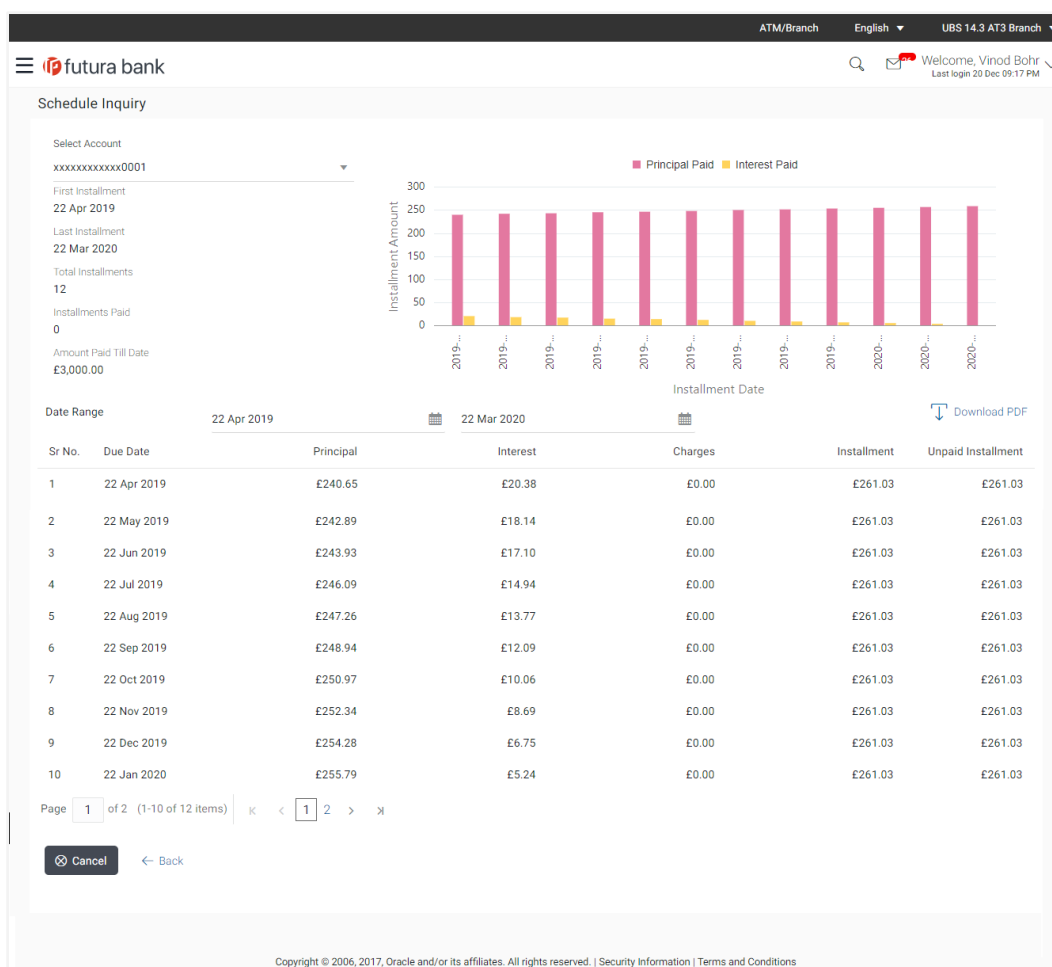 ATM/Branch English UBS 14.3 AT3 Branch
futura bank
Welcome, Vinod Bohr
Last login 20 Dec 09:17 PM
Schedule Inquiry
Select Account
xxxxxxxxxxxx0001
First Installment
22 Apr 2019
Last Installment
22 Mar 2020
Total Installments
12
Installments Paid
0
Amount Paid Till Date
£3,000.00
Principal Paid Interest Paid
Installment Amount
300
250
200
150
100
50
0
2019-... 2019-... 2019-... 2019-... 2019-... 2019-... 2019-... 2019-... 2019-... 2020-... 2020-... 2020-...
Installment Date
Date Range 22 Apr 2019 22 Mar 2020 Download PDF
Sr No. Due Date Principal Interest Charges Installment Unpaid Installment
1 22 Apr 2019 £240.65 £20.38 £0.00 £261.03 £261.03
2 22 May 2019 £242.89 £18.14 £0.00 £261.03 £261.03
3 22 Jun 2019 £243.93 £17.10 £0.00 £261.03 £261.03
4 22 Jul 2019 £246.09 £14.94 £0.00 £261.03 £261.03
5 22 Aug 2019 £247.26 £13.77 £0.00 £261.03 £261.03
6 22 Sep 2019 £248.94 £12.09 £0.00 £261.03 £261.03
7 22 Oct 2019 £250.97 £10.06 £0.00 £261.03 £261.03
8 22 Nov 2019 £252.34 £8.69 £0.00 £261.03 £261.03
9 22 Dec 2019 £254.28 £6.75 £0.00 £261.03 £261.03
10 22 Jan 2020 £255.79 £5.24 £0.00 £261.03 £261.03
Page 1 of 2 (1-10 of 12 items) 1 2
Cancel Back
Copyright © 2006, 2017, Oracle and/or its affiliates. All rights reserved. | Security Information | Terms and Conditions